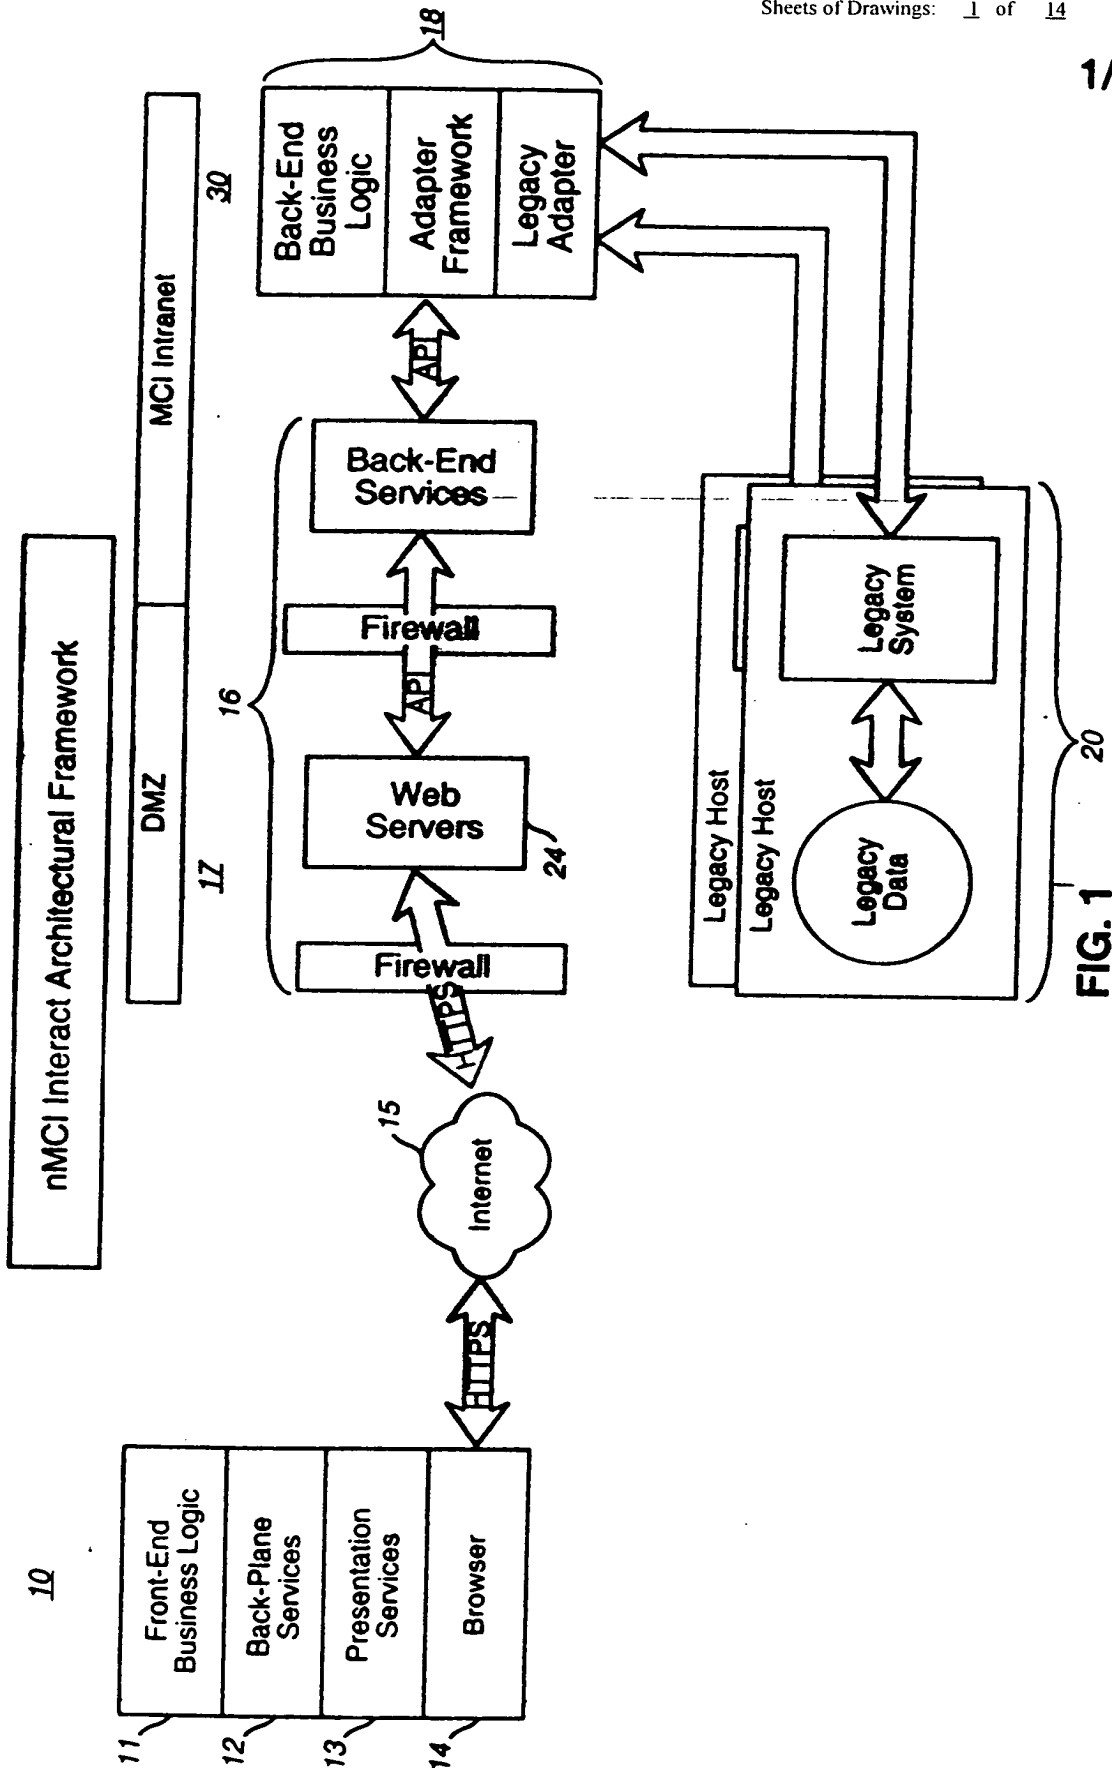 Sheets of Drawings: 1 of 14
1/
nMCI Interact Architectural Framework
DMZ
MCI Intranet
10
17
30
11
Front-End
Business Logic
12
Back-Plane
Services
13
Presentation
Services
14
Browser
HTTPS
15
Internet
HTTPS
16
Firewall
Web
Servers
24
API
Firewall
Back-End
Services
API
18
Back-End
Business
Logic
Adapter
Framework
Legacy
Adapter
Legacy Host
Legacy Host
Legacy
Data
Legacy
System
20
FIG. 1